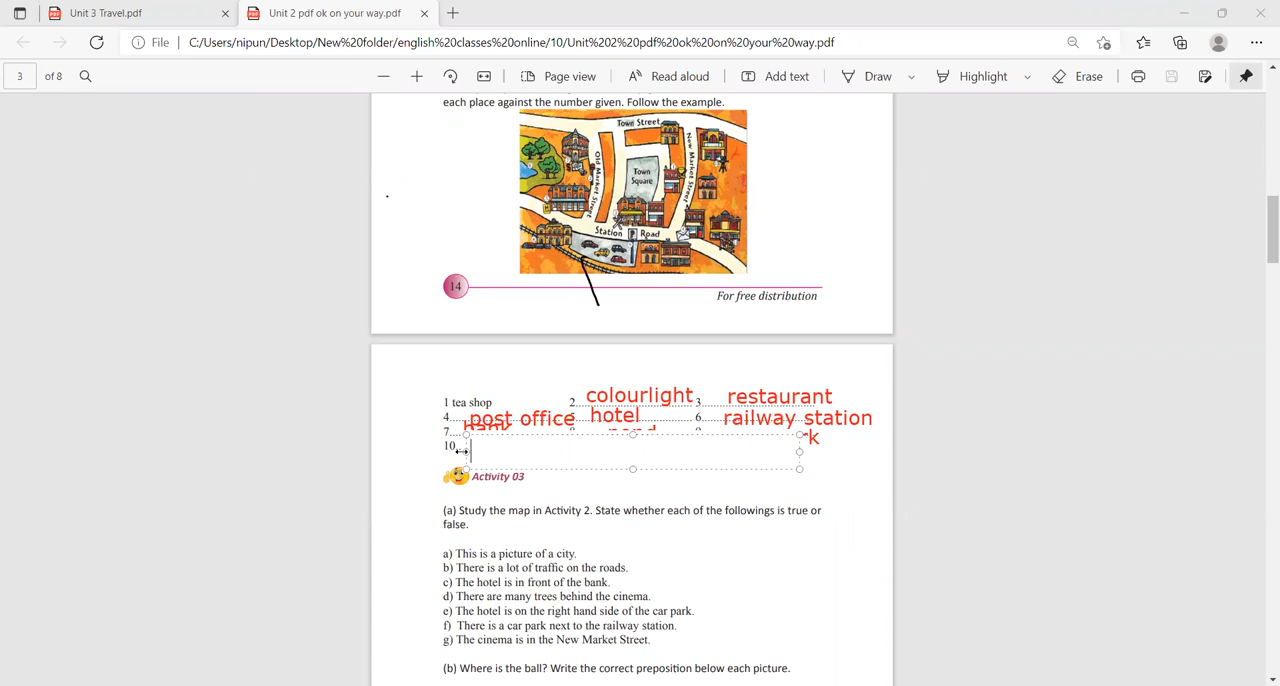 Unit 3 Travel.pdf
Unit 2 pdf ok on your way.pdf
File C:/Users/nipun/Desktop/New%20folder/english%20classes%20online/10/Unit%202%20pdf%20ok%20on%20your%20way.pdf
3 of 8 Page view Read aloud Add text Draw Highlight Erase
each place against the number given. Follow the example.
Town Street
Old Market Street
New Market Street
Town
Square
Station Road
14
For free distribution
1 tea shop 2 colourlight 3 restaurant
4 post office hotel 6. railway station
7 bank pond
10
Activity 03
(a) Study the map in Activity 2. State whether each of the followings is true or
false.
a) This is a picture of a city.
b) There is a lot of traffic on the roads.
c) The hotel is in front of the bank.
d) There are many trees behind the cinema.
e) The hotel is on the right hand side of the car park.
f) There is a car park next to the railway station.
g) The cinema is in the New Market Street.
(b) Where is the ball? Write the correct preposition below each picture.